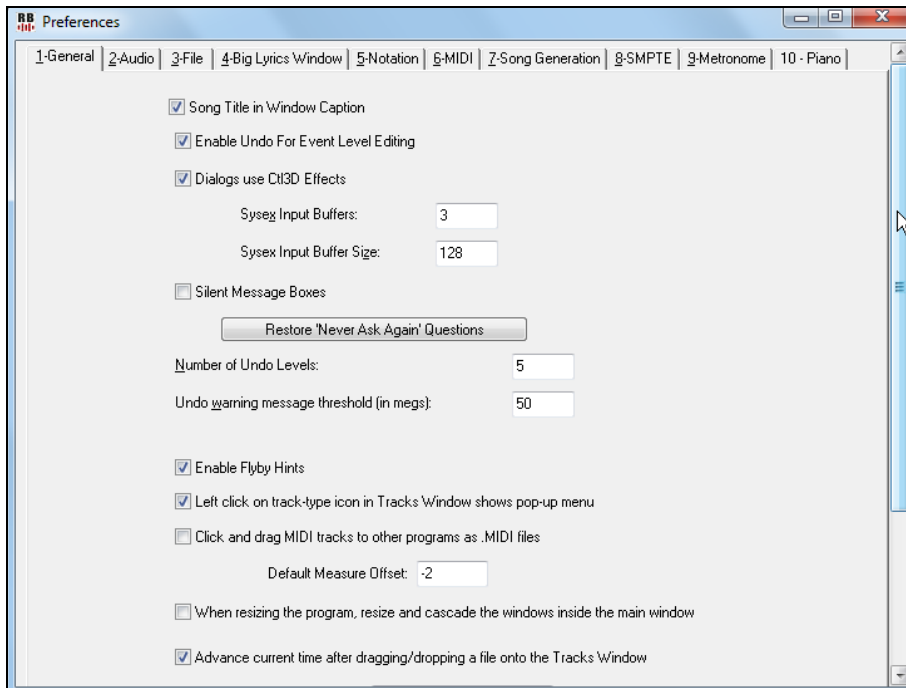 RB Preferences
1-General 2-Audio 3-File 4-Big Lyrics Window 5-Notation 6-MIDI 7-Song Generation 8-SMPTE 9-Metronome 10 - Piano
Song Title in Window Caption
Enable Undo For Event Level Editing
Dialogs use Ctl3D Effects
Sysex Input Buffers: 3
Sysex Input Buffer Size: 128
Silent Message Boxes
Restore 'Never Ask Again' Questions
Number of Undo Levels: 5
Undo warning message threshold (in megs): 50
Enable Flyby Hints
Left click on track-type icon in Tracks Window shows pop-up menu
Click and drag MIDI tracks to other programs as .MIDI files
Default Measure Offset: -2
When resizing the program, resize and cascade the windows inside the main window
Advance current time after dragging/dropping a file onto the Tracks Window